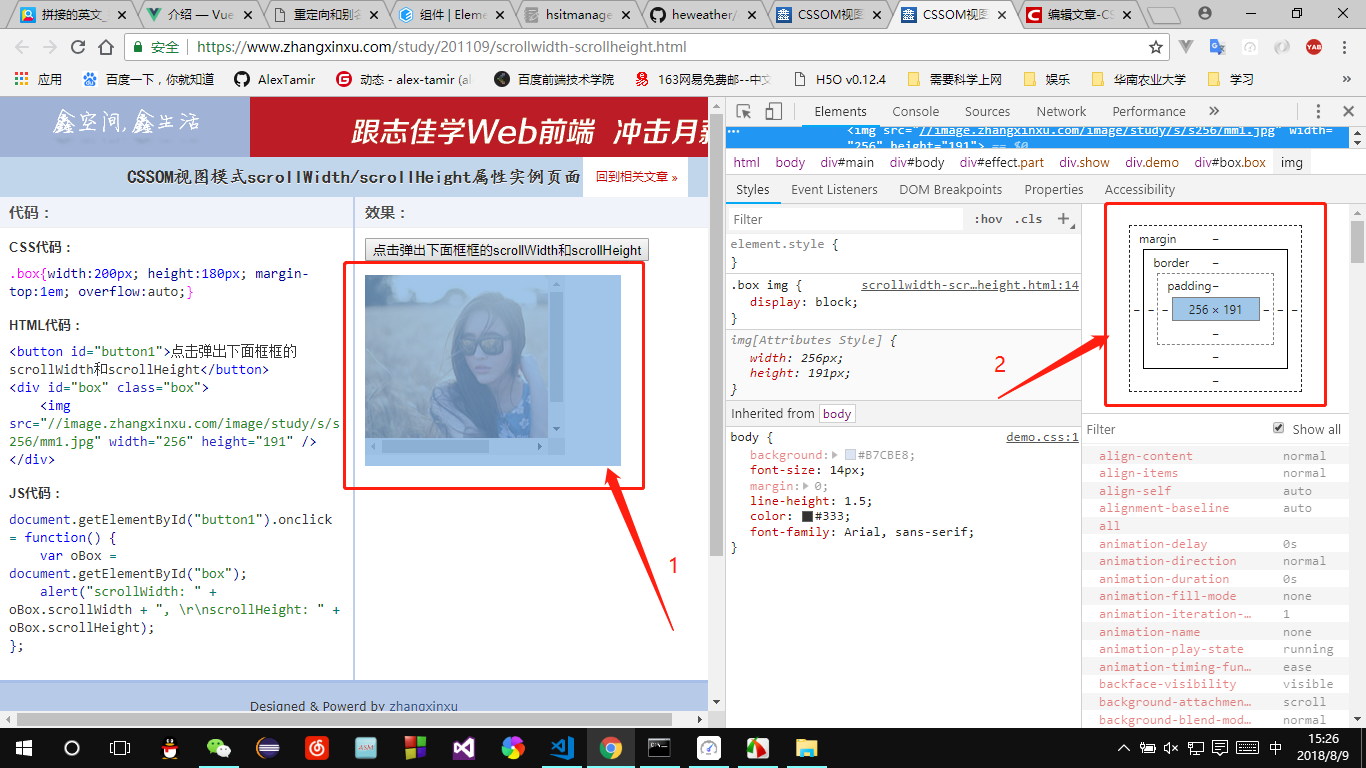 拼接的英文_
介绍 — Vue
重定向和别名
组件 | Elem
hsitmanage
heweather/
CSSOM视图
CSSOM视图
编辑文章-CS
安全
https://www.zhangxinxu.com/study/201109/scrollwidth-scrollheight.html
应用
百度一下，你就知道
AlexTamir
动态 - alex-tamir (al
百度前端技术学院
163网易免费邮--中文
H5O v0.12.4
需要科学上网
娱乐
华南农业大学
学习
鑫空间,鑫生活
跟志佳学Web前端 冲击月薪
CSSOM视图模式scrollWidth/scrollHeight属性实例页面
回到相关文章 »
代码：
CSS代码：
.box{width:200px; height:180px; margin-
top:1em; overflow:auto;}
HTML代码：
<button id="button1">点击弹出下面框框的
scrollWidth和scrollHeight</button>
<div id="box" class="box">
<img
src="//image.zhangxinxu.com/image/study/s/s
256/mm1.jpg" width="256" height="191" />
</div>
JS代码：
document.getElementById("button1").onclick
= function() {
var oBox =
document.getElementById("box");
alert("scrollWidth: " +
oBox.scrollWidth + ", \r\nscrollHeight: " +
oBox.scrollHeight);
};
效果：
点击弹出下面框框的scrollWidth和scrollHeight
1
Designed & Powerd by zhangxinxu
Elements
Console
Sources
Network
Performance
»
<img src="//image.zhangxinxu.com/image/study/s/s256/mm1.jpg" width=
"256" height="191"> == $0
html
body
div#main
div#body
div#effect.part
div.show
div.demo
div#box.box
img
Styles
Event Listeners
DOM Breakpoints
Properties
Accessibility
Filter
:hov
.cls
+
element.style {
}
.box img {
scrollwidth-scr…height.html:14
display: block;
}
img[Attributes Style] {
width: 256px;
height: 191px;
}
Inherited from body
body {
demo.css:1
background: #B7CBE8;
font-size: 14px;
margin: 0;
line-height: 1.5;
color: #333;
font-family: Arial, sans-serif;
}
2
margin
–
border
–
padding–
– – – 256 × 191 – – –
–
–
–
Filter
Show all
align-content normal
align-items normal
align-self auto
alignment-baseline auto
all
animation-delay 0s
animation-direction normal
animation-duration 0s
animation-fill-mode none
animation-iteration-… 1
animation-name none
animation-play-state running
animation-timing-fun… ease
backface-visibility visible
background-attachmen… scroll
background-blend-mod… normal
中
15:26
2018/8/9